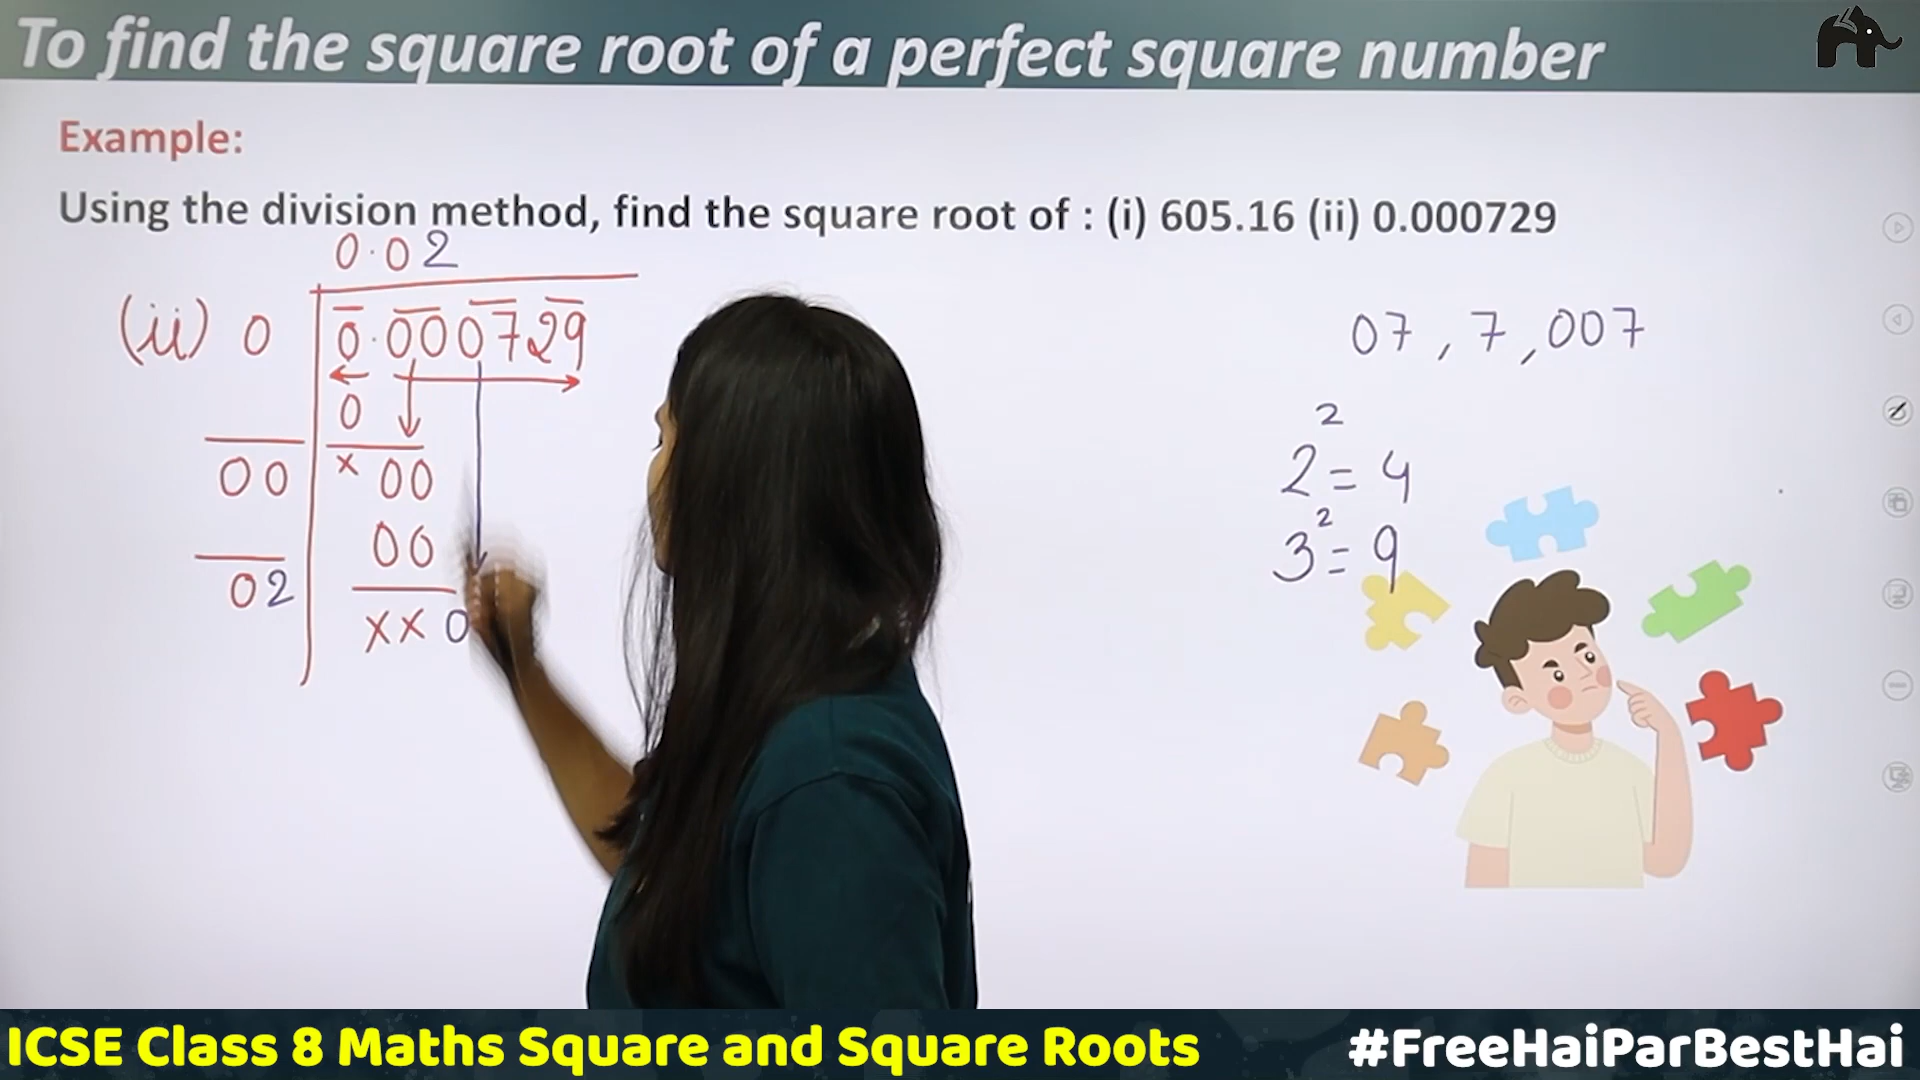 To find the square root of a perfect square number
Example:
Using the division method, find the square root of : (i) 605.16 (ii) 0.000729
0.02
(ii) 0 0.000729
0
00 x 00
00
02 xx0
07, 7, 007
2² = 4
3² = 9
ICSE Class 8 Maths Square and Square Roots
#FreeHaiParBestHai